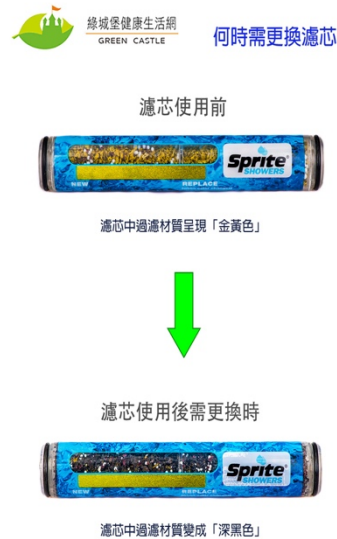 綠城堡健康生活網
GREEN CASTLE
何時需更換濾芯
濾芯使用前
Sprite®
SHOWERS
NEW
REPLACE
濾芯中過濾材質呈現「金黃色」
濾芯使用後需更換時
Sprite®
SHOWERS
NEW
REPLACE
濾芯中過濾材質變成「深黑色」